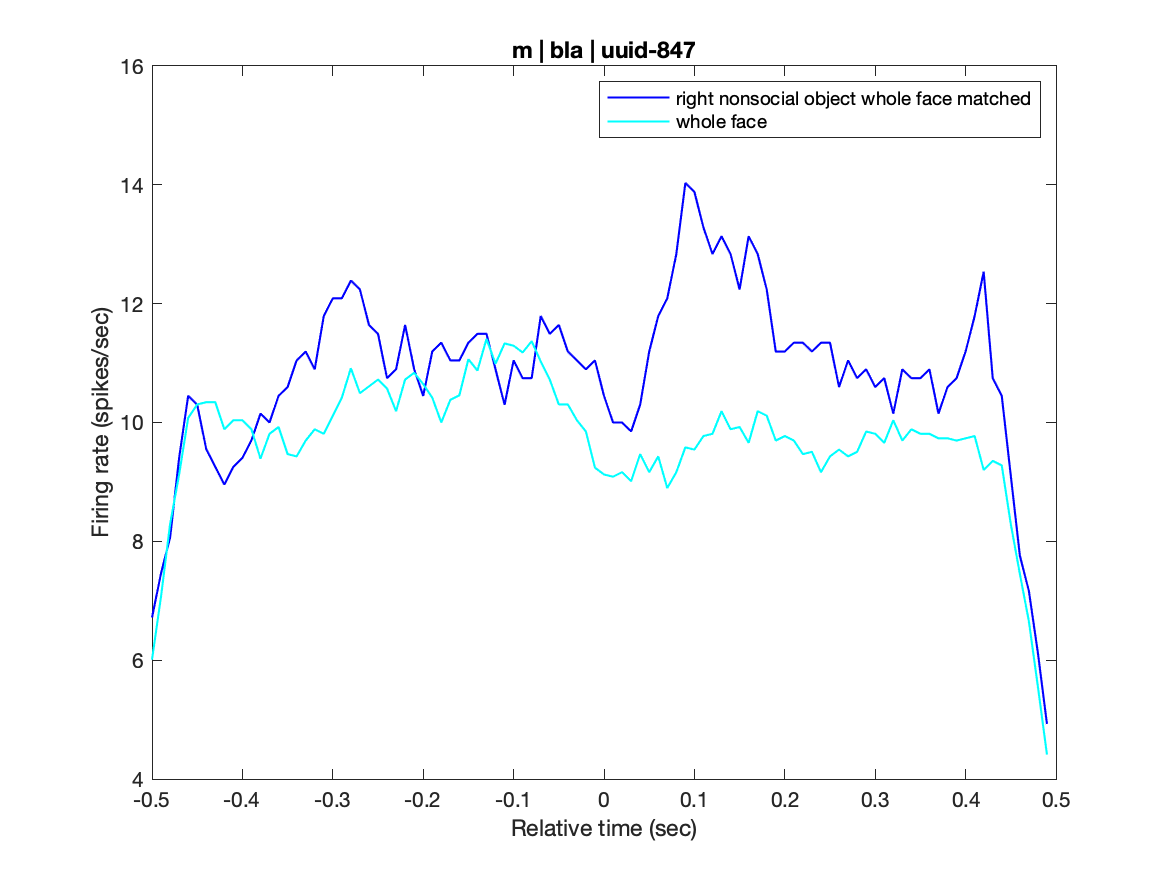 m | bla | uuid-847
right nonsocial object whole face matched
whole face
16
14
12
10
8
6
4
Firing rate (spikes/sec)
-0.5 -0.4 -0.3 -0.2 -0.1 0 0.1 0.2 0.3 0.4 0.5
Relative time (sec)